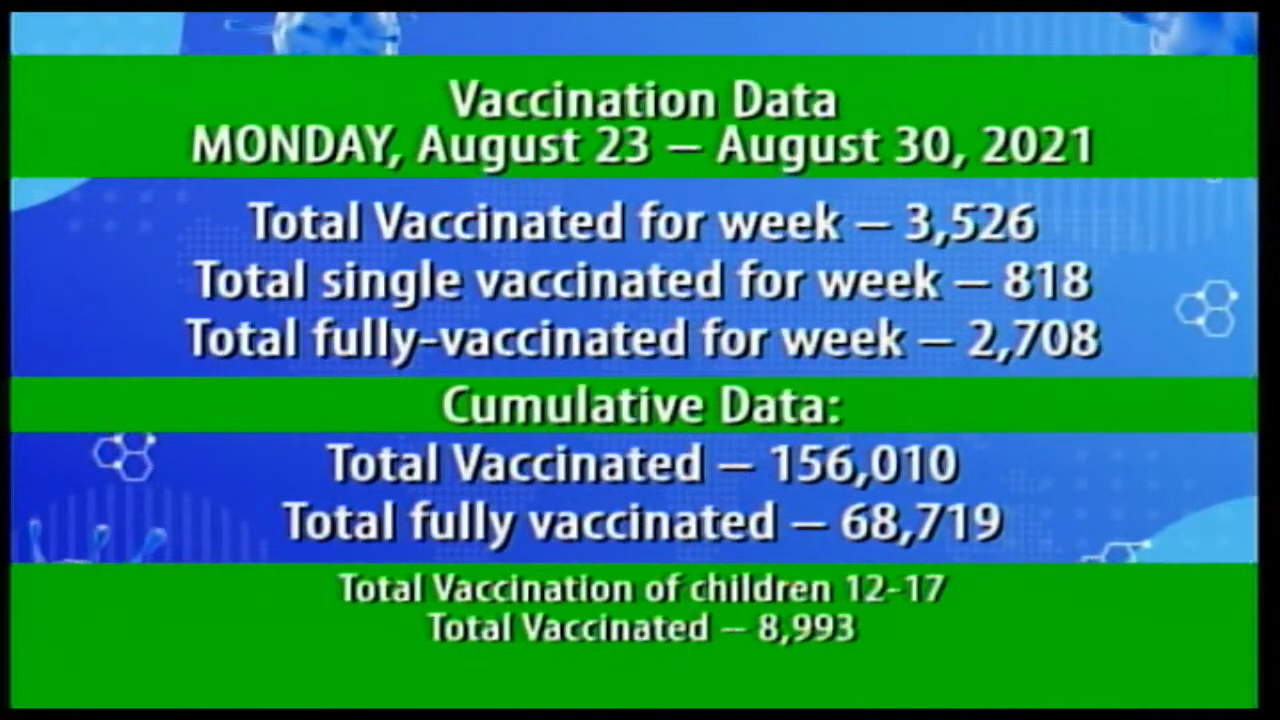 Vaccination Data
MONDAY, August 23 – August 30, 2021
Total Vaccinated for week – 3,526
Total single vaccinated for week – 818
Total fully-vaccinated for week – 2,708
Cumulative Data:
Total Vaccinated – 156,010
Total fully vaccinated – 68,719
Total Vaccination of children 12-17
Total Vaccinated – 8,993